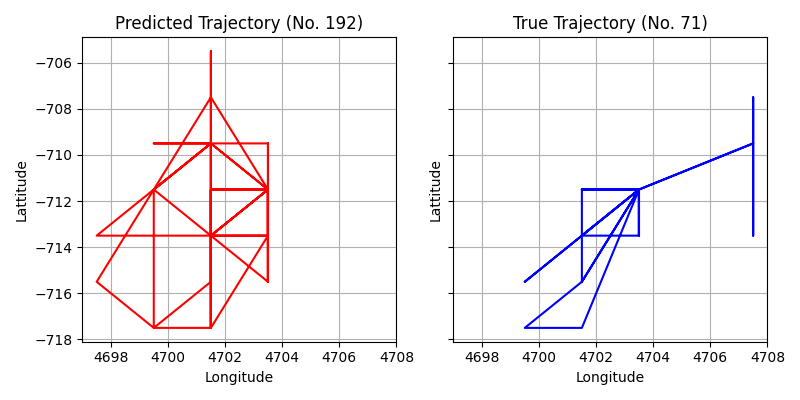 Predicted Trajectory (No. 192)
True Trajectory (No. 71)
−706
−708
−710
−712
−714
−716
−718
Lattitude
Lattitude
4698 4700 4702 4704 4706 4708
4698 4700 4702 4704 4706 4708
Longitude
Longitude